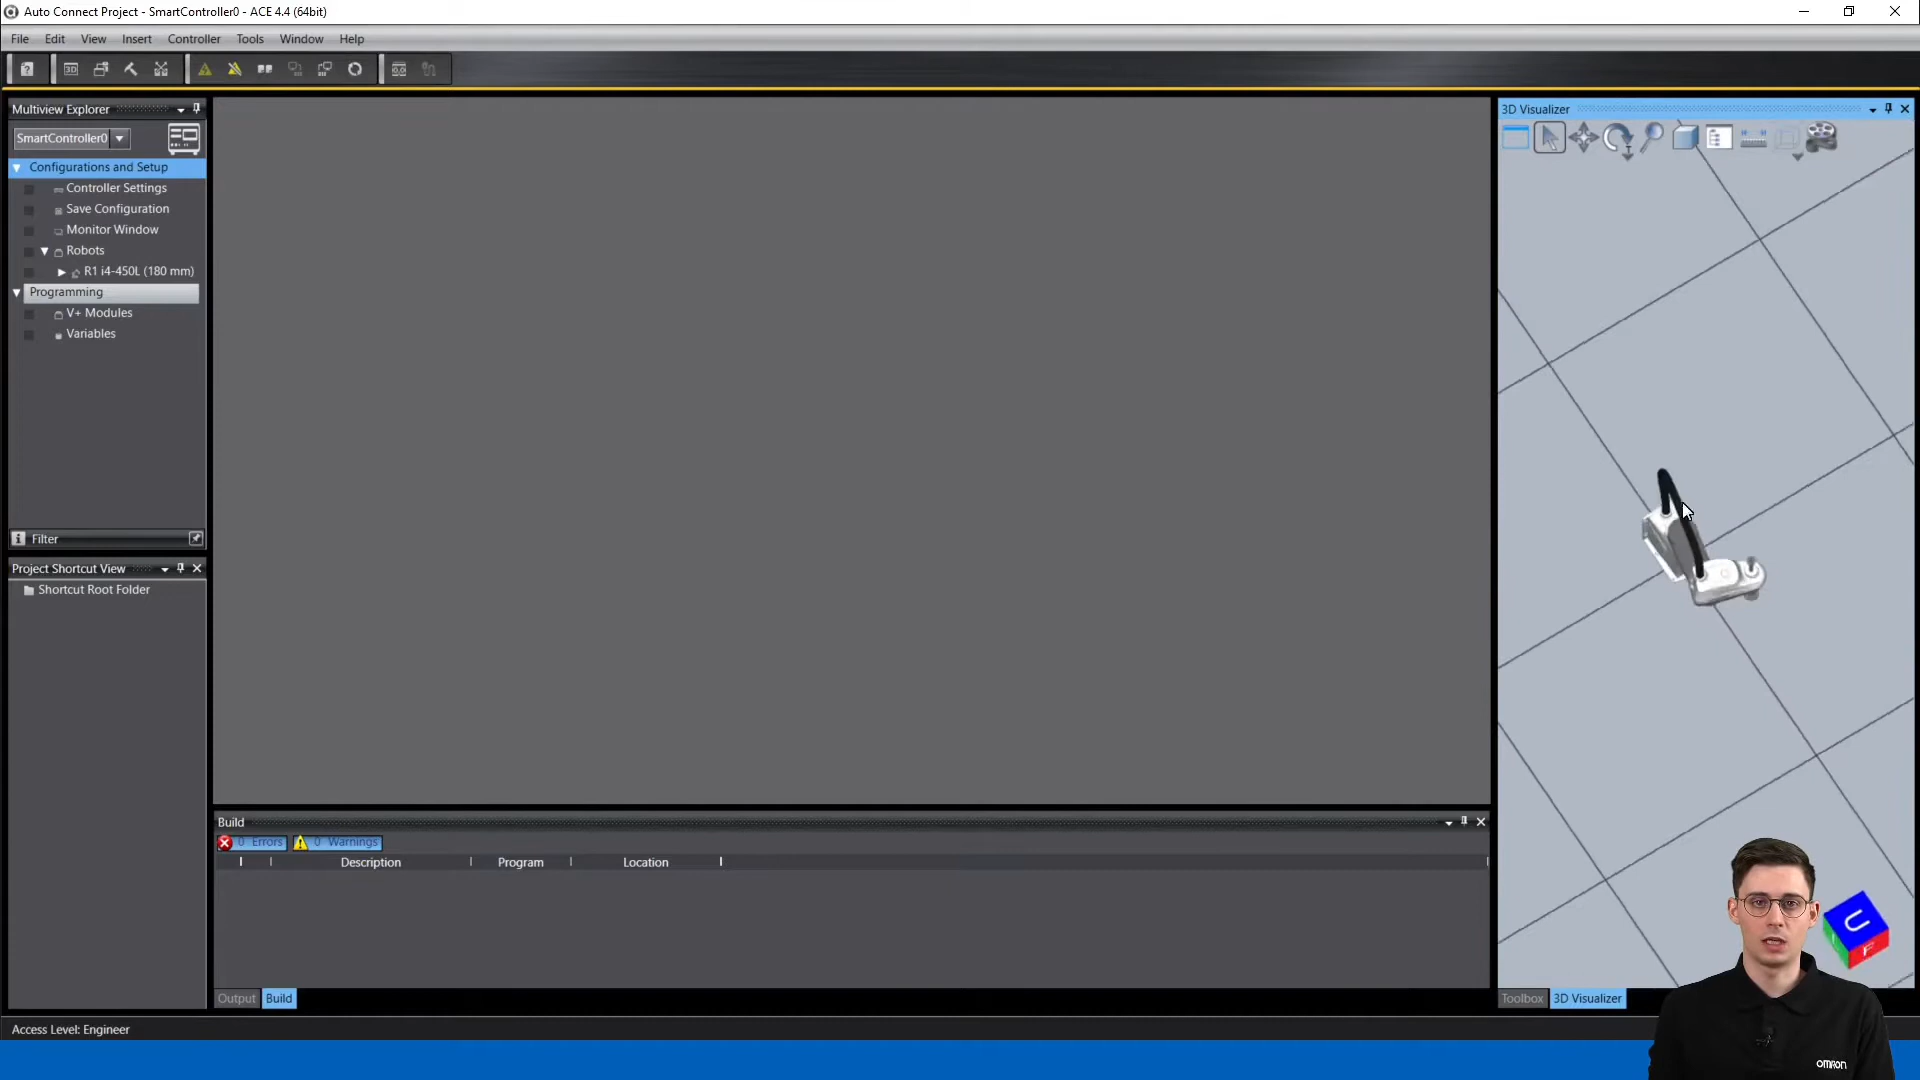 Auto Connect Project - SmartController0 - ACE 4.4 (64bit)
File Edit View Insert Controller Tools Window Help
3D
Multiview Explorer
SmartController0
Configurations and Setup
Controller Settings
Save Configuration
Monitor Window
Robots
R1 i4-450L (180 mm)
Programming
V+ Modules
Variables
Filter
Project Shortcut View
Shortcut Root Folder
3D Visualizer
Build
0 Errors 0 Warnings
Description Program Location
Output Build
Toolbox 3D Visualizer
U
F
Access Level: Engineer
OMRON